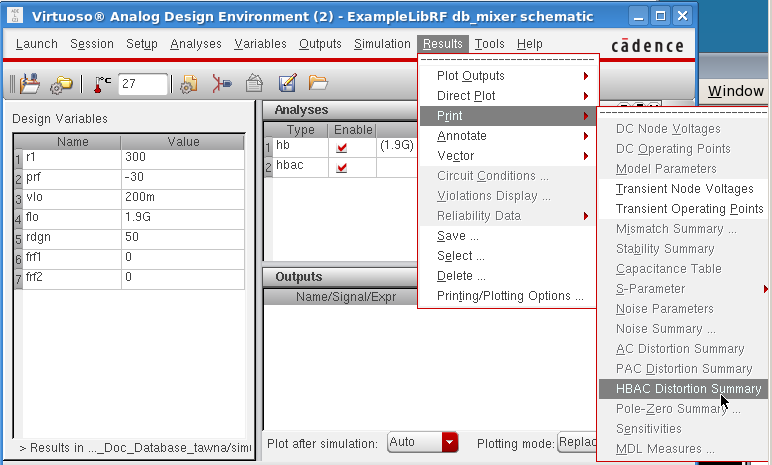 Virtuoso® Analog Design Environment (2) - ExampleLibRF db_mixer schematic
Launch Session Setup Analyses Variables Outputs Simulation Results Tools Help
cādence
Window
°C 27
Design Variables
Name Value
1 r1 300
2 prf -30
3 vlo 200m
4 flo 1.9G
5 rdgn 50
6 frf1 0
7 frf2 0
> Results in ..._Doc_Database_tawna/simu
Analyses
Type Enable
1 hb (1.9G)
2 hbac
Outputs
Name/Signal/Expr
Plot after simulation: Auto Plotting mode: Replac
Plot Outputs
Direct Plot
Print
Annotate
Vector
Circuit Conditions ...
Violations Display ...
Reliability Data
Save ...
Select ...
Delete ...
Printing/Plotting Options ...
DC Node Voltages
DC Operating Points
Model Parameters
Transient Node Voltages
Transient Operating Points
Mismatch Summary ...
Stability Summary
Capacitance Table
S-Parameter
Noise Parameters
Noise Summary ...
AC Distortion Summary
PAC Distortion Summary
HBAC Distortion Summary
Pole-Zero Summary ...
Sensitivities
MDL Measures ...